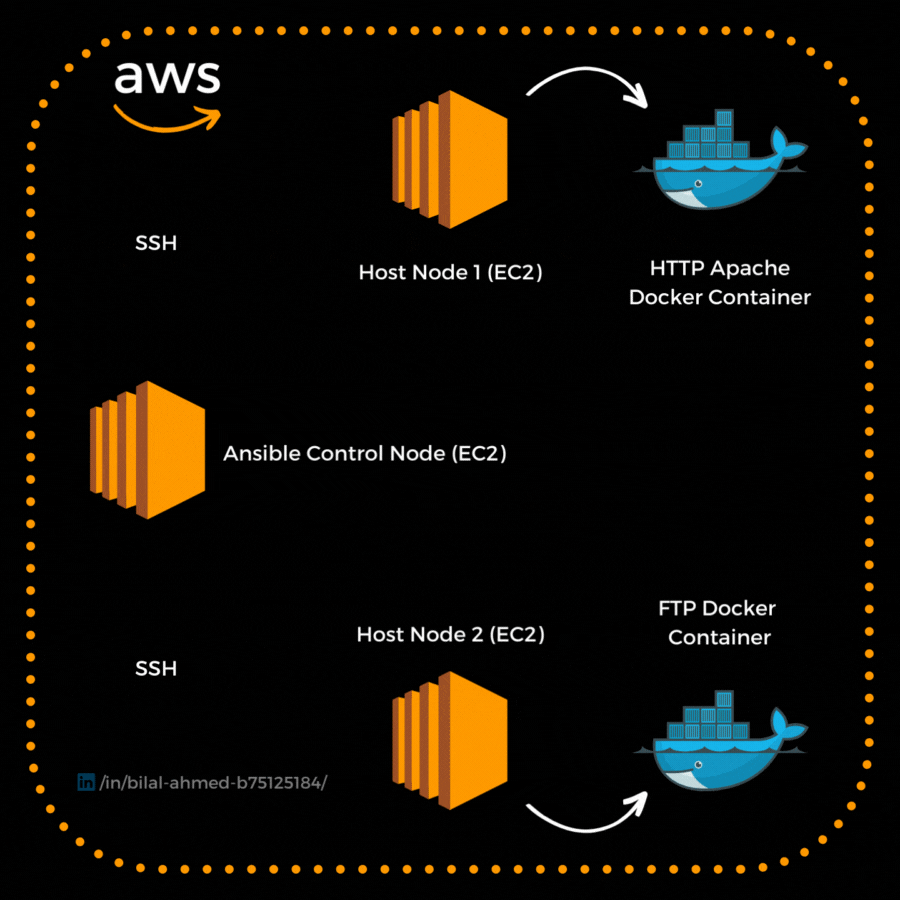 aws
SSH
Host Node 1 (EC2)
HTTP Apache
Docker Container
Ansible Control Node (EC2)
FTP Docker
Container
Host Node 2 (EC2)
SSH
in /in/bilal-ahmed-b75125184/